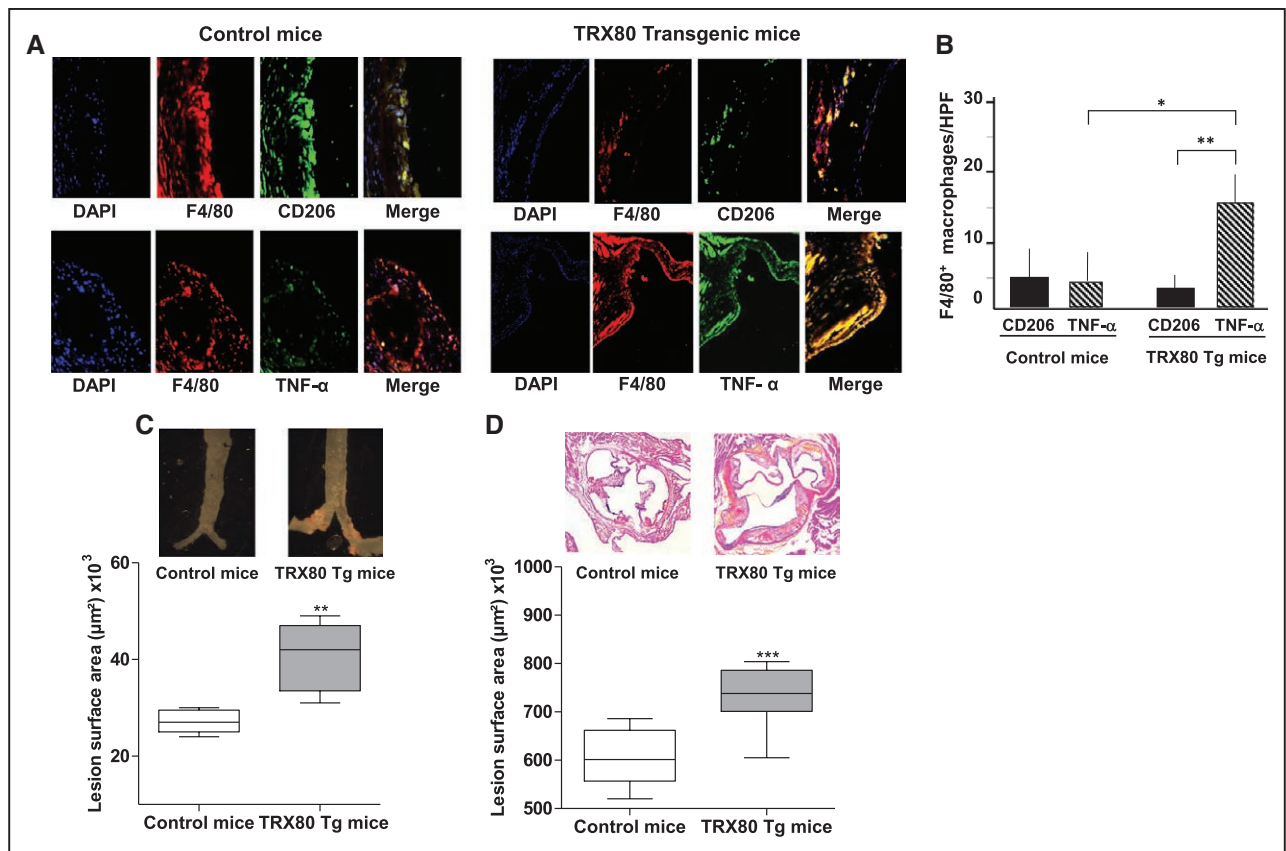 A
Control mice
TRX80 Transgenic mice
DAPI F4/80 CD206 Merge
DAPI F4/80 CD206 Merge
DAPI F4/80 TNF-α Merge
DAPI F4/80 TNF- α Merge
B
F4/80⁺ macrophages/HPF
30
20
10
0
*
**
CD206 TNF-α CD206 TNF-α
Control mice TRX80 Tg mice
C
Control mice TRX80 Tg mice
Lesion surface area (µm²) x10³
60
40
20
**
Control mice TRX80 Tg mice
D
Control mice TRX80 Tg mice
Lesion surface area (µm²) x10³
1000
900
800
700
600
500
***
Control mice TRX80 Tg mice